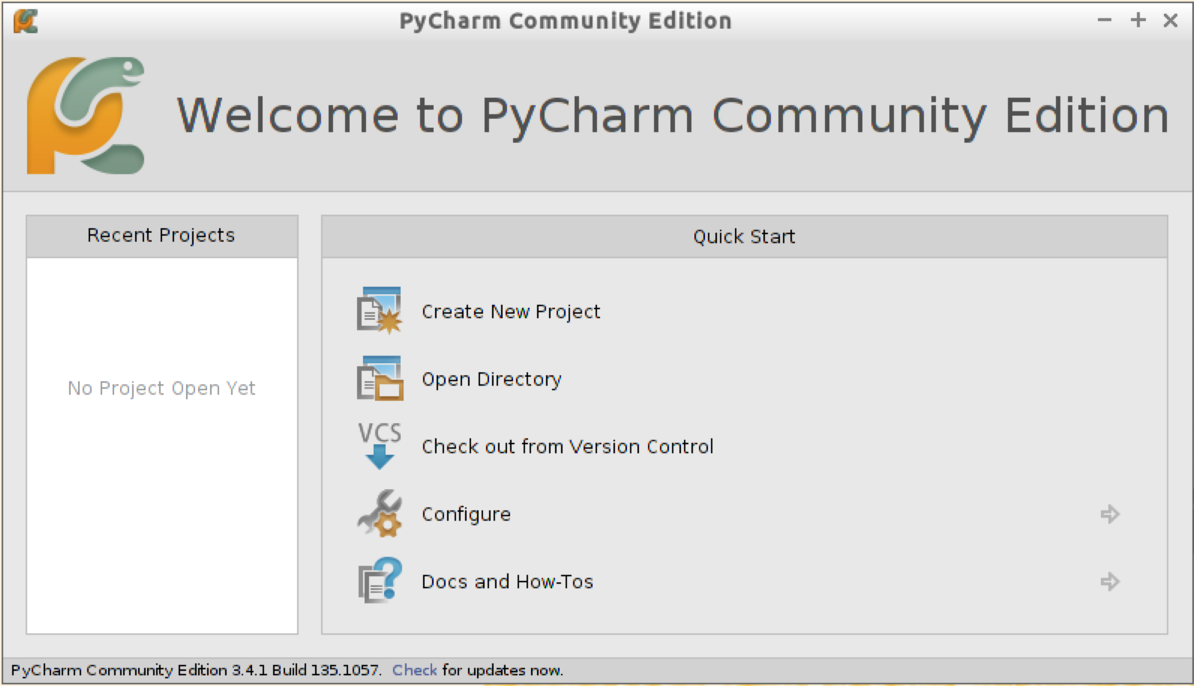 PyCharm Community Edition
Welcome to PyCharm Community Edition
Recent Projects
No Project Open Yet
Quick Start
Create New Project
Open Directory
VCS
Check out from Version Control
Configure
Docs and How-Tos
PyCharm Community Edition 3.4.1 Build 135.1057. Check for updates now.